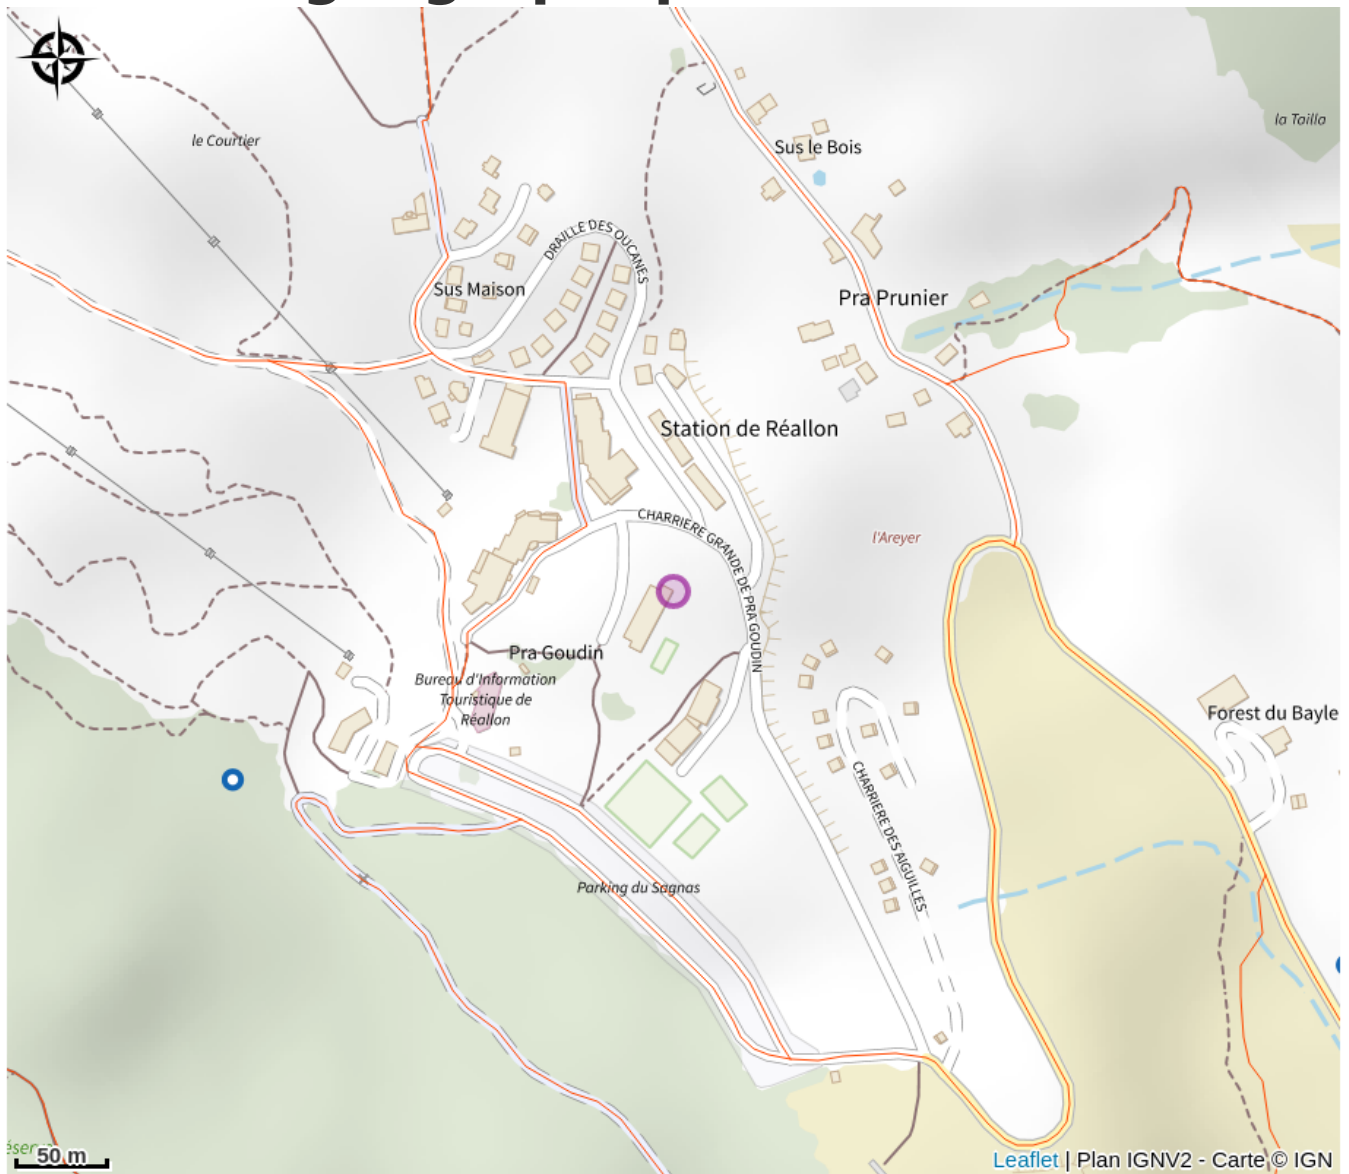 le Courtier
la Tailla
Sus le Bois
DRAILLE DES OUCANES
Sus Maison
Pra Prunier
Station de Réallon
CHARRIERE GRANDE DE PRA GOUDIN
l'Areyer
Pra Goudin
Bureau d'Information
Touristique de
Réallon
Forest du Bayle
CHARRIERE DES AIGUILLES
Parking du Sagnas
50 m
Leaflet | Plan IGNV2 - Carte © IGN